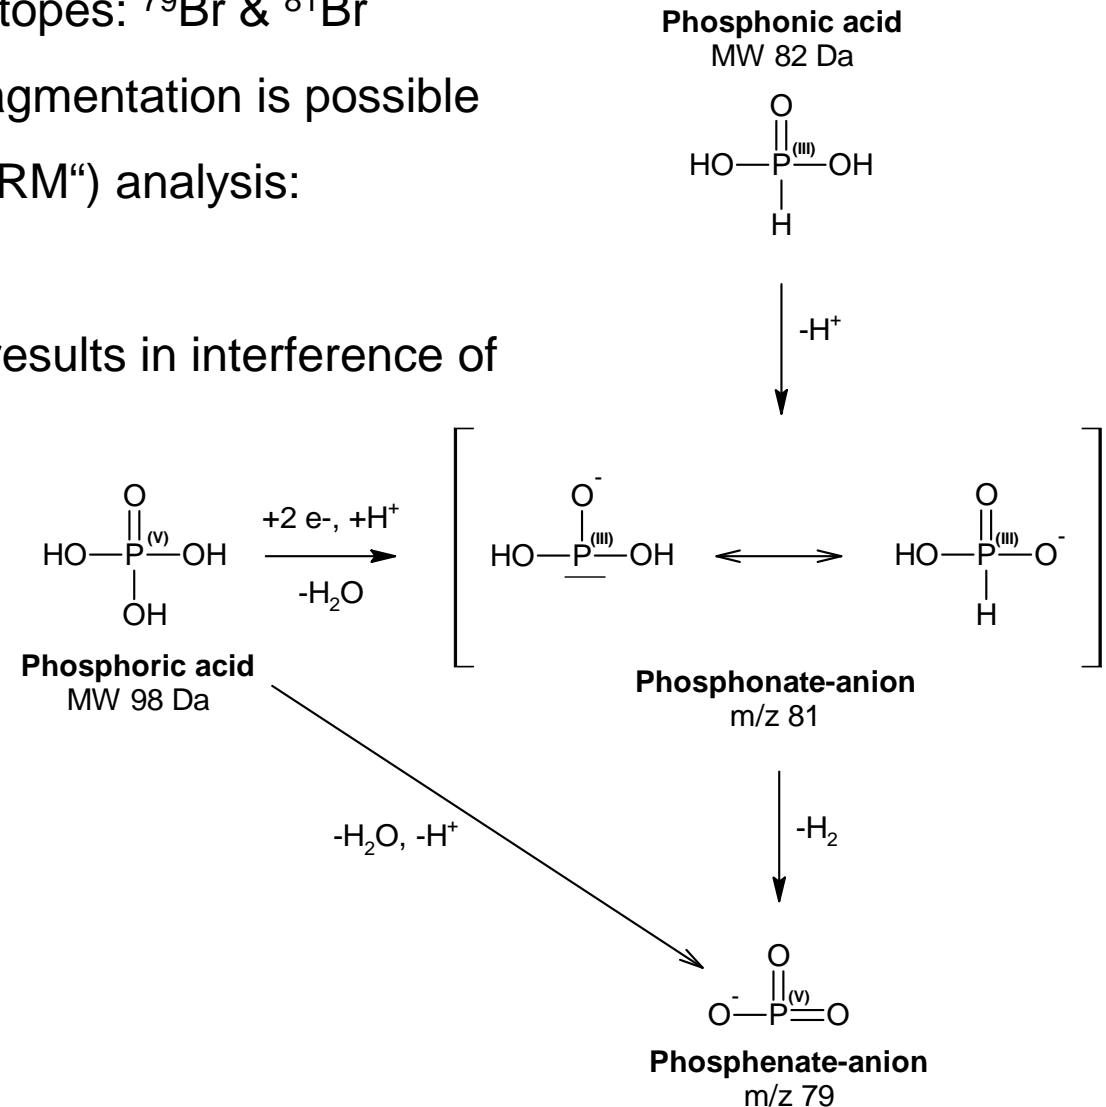 topes: ⁷⁹Br & ⁸¹Br
agmentation is possible
RM“) analysis:
results in interference of
Phosphonic acid
MW 82 Da
O
HO P (III) OH
H
-H⁺
O
HO P (V) OH
OH
Phosphoric acid
MW 98 Da
+2 e-, +H⁺
-H₂O
O⁻
HO P (III) OH
O
HO P (III) O⁻
H
Phosphonate-anion
m/z 81
-H₂O, -H⁺
-H₂
O
O⁻ P (V) O
Phosphenate-anion
m/z 79